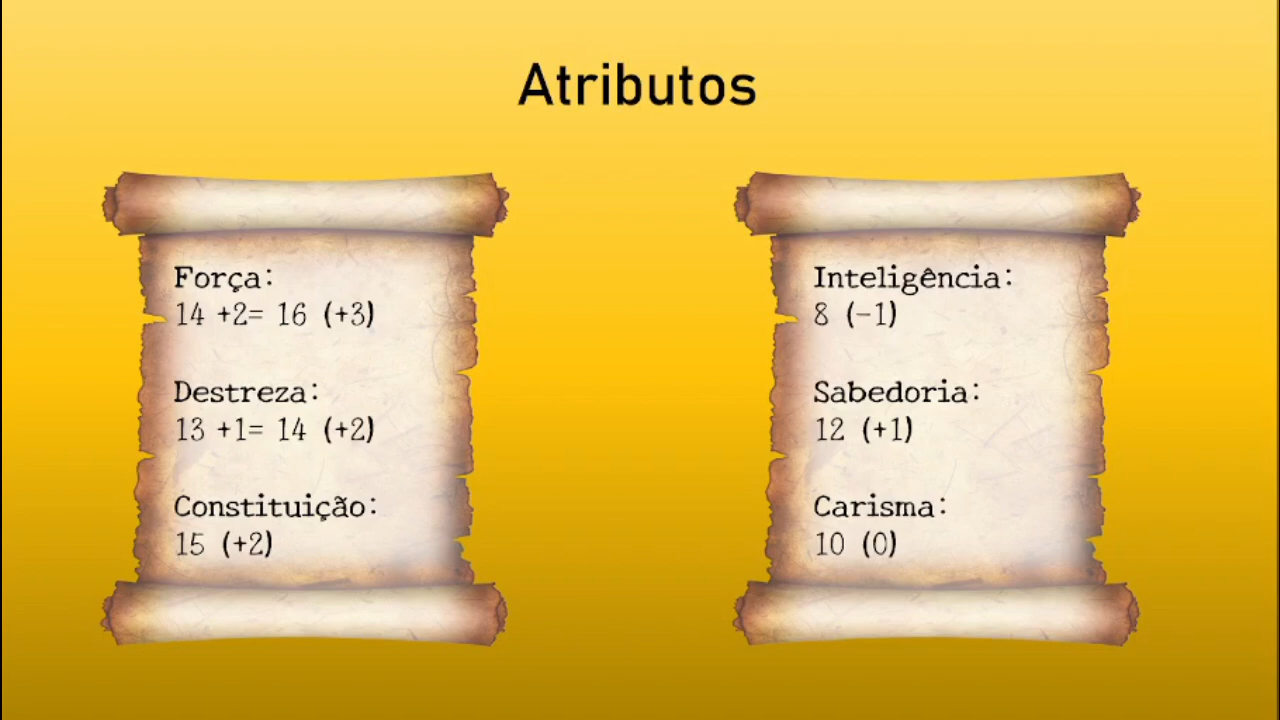 Atributos
Força:
14 +2= 16 (+3)
Destreza:
13 +1= 14 (+2)
Constituição:
15 (+2)
Inteligência:
8 (-1)
Sabedoria:
12 (+1)
Carisma:
10 (0)